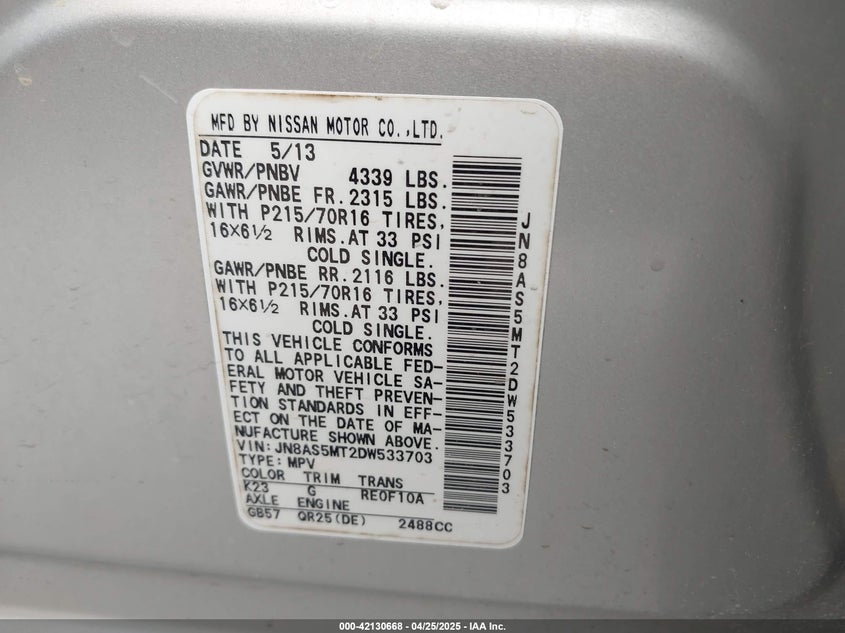 MFD BY NISSAN MOTOR CO.,LTD.
DATE 5/13
GVWR/PNBV 4339 LBS.
GAWR/PNBE FR.2315 LBS.
WITH P215/70R16 TIRES,
16X6½ RIMS.AT 33 PSI
COLD SINGLE.
GAWR/PNBE RR.2116 LBS.
WITH P215/70R16 TIRES,
16X6½ RIMS.AT 33 PSI
COLD SINGLE.
THIS VEHICLE CONFORMS
TO ALL APPLICABLE FED-
ERAL MOTOR VEHICLE SA-
FETY AND THEFT PREVEN-
TION STANDARDS IN EFF-
ECT ON THE DATE OF MA-
NUFACTURE SHOWN ABOVE.
VIN:JN8AS5MT2DW533703
TYPE:MPV
COLOR TRIM TRANS
K23 G RE0F10A
AXLE ENGINE
GB57 QR25(DE) 2488CC
JN8AS5MT2DW533703
000-42130668 - 04/25/2025 - IAA Inc.